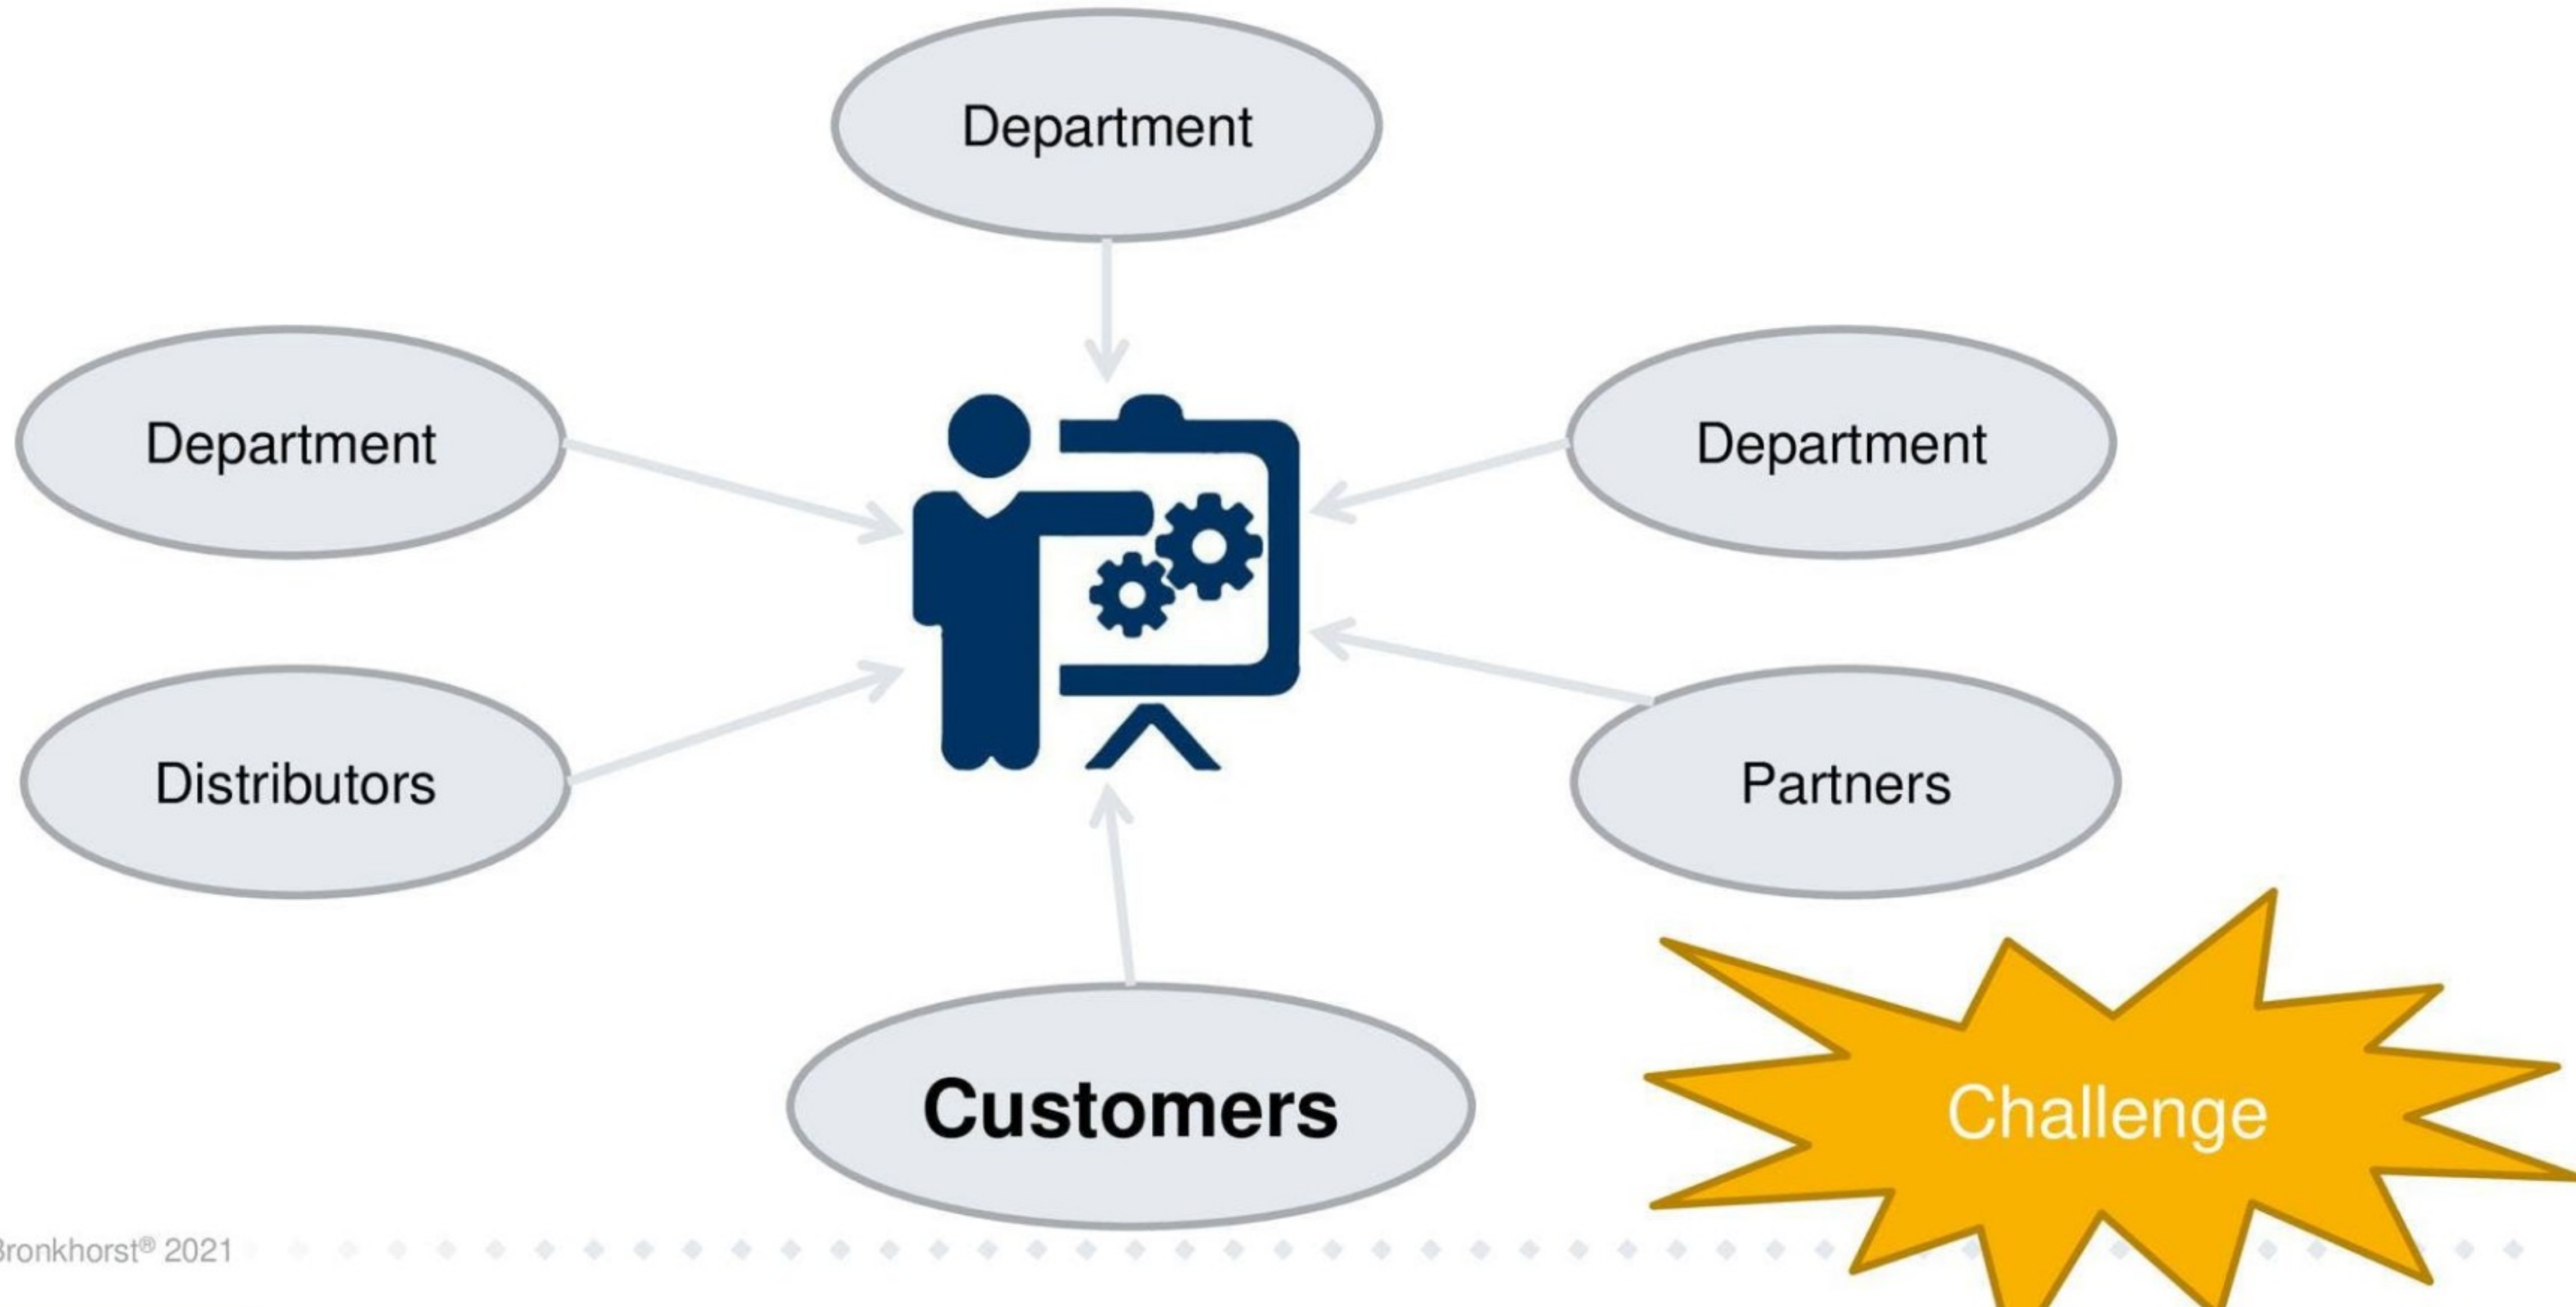 Department
Department
Department
Distributors
Partners
Customers
Challenge
Bronkhorst® 2021